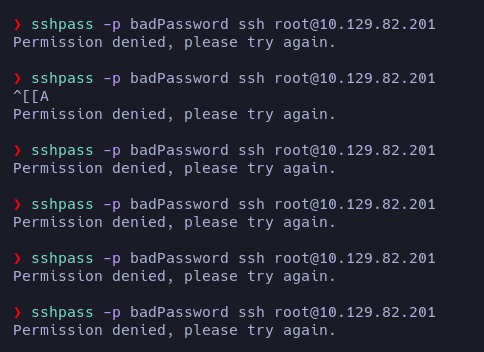 ❯ sshpass -p badPassword ssh root@10.129.82.201
Permission denied, please try again.
❯ sshpass -p badPassword ssh root@10.129.82.201
^[[A
Permission denied, please try again.
❯ sshpass -p badPassword ssh root@10.129.82.201
Permission denied, please try again.
❯ sshpass -p badPassword ssh root@10.129.82.201
Permission denied, please try again.
❯ sshpass -p badPassword ssh root@10.129.82.201
Permission denied, please try again.
❯ sshpass -p badPassword ssh root@10.129.82.201
Permission denied, please try again.